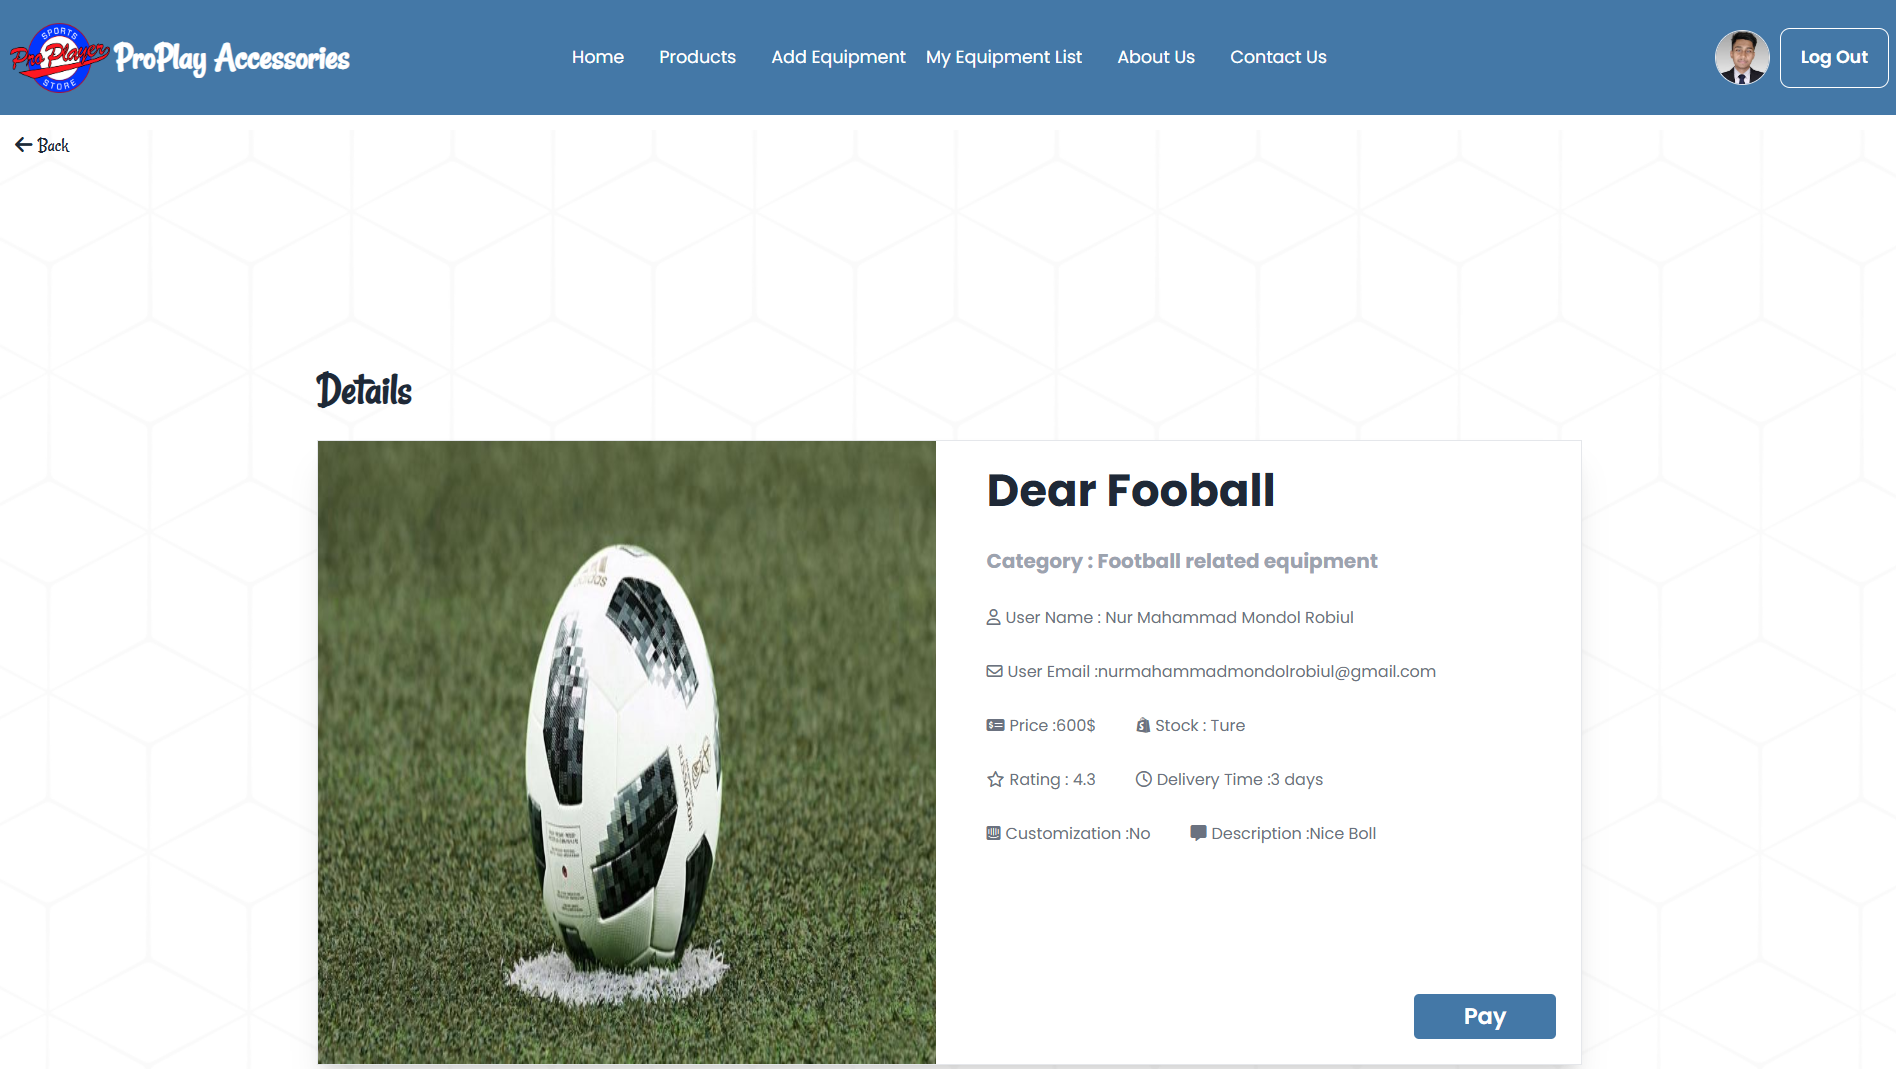 SPORTS
Pro Player
STORE
ProPlay Accessories
Home Products Add Equipment My Equipment List About Us Contact Us
Log Out
Back
Details
adidas
Dear Fooball
Category : Football related equipment
User Name : Nur Mahammad Mondol Robiul
User Email :nurmahammadmondolrobiul@gmail.com
Price :600$ Stock : Ture
Rating : 4.3 Delivery Time :3 days
Customization :No Description :Nice Boll
Pay